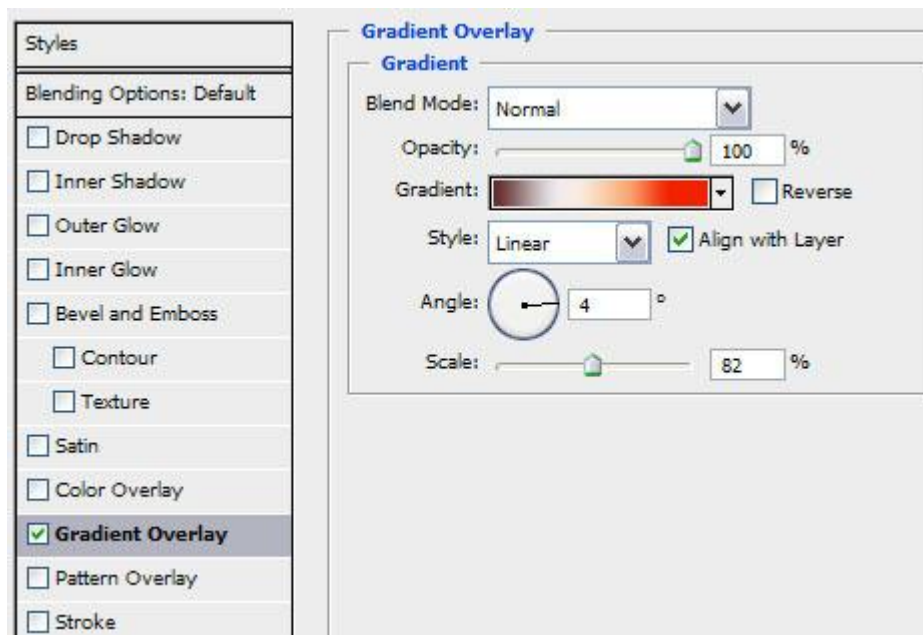 Styles
Blending Options: Default
Drop Shadow
Inner Shadow
Outer Glow
Inner Glow
Bevel and Emboss
Contour
Texture
Satin
Color Overlay
Gradient Overlay
Pattern Overlay
Stroke
Gradient Overlay
Gradient
Blend Mode: Normal
Opacity: 100 %
Gradient: Reverse
Style: Linear Align with Layer
Angle: 4 °
Scale: 82 %